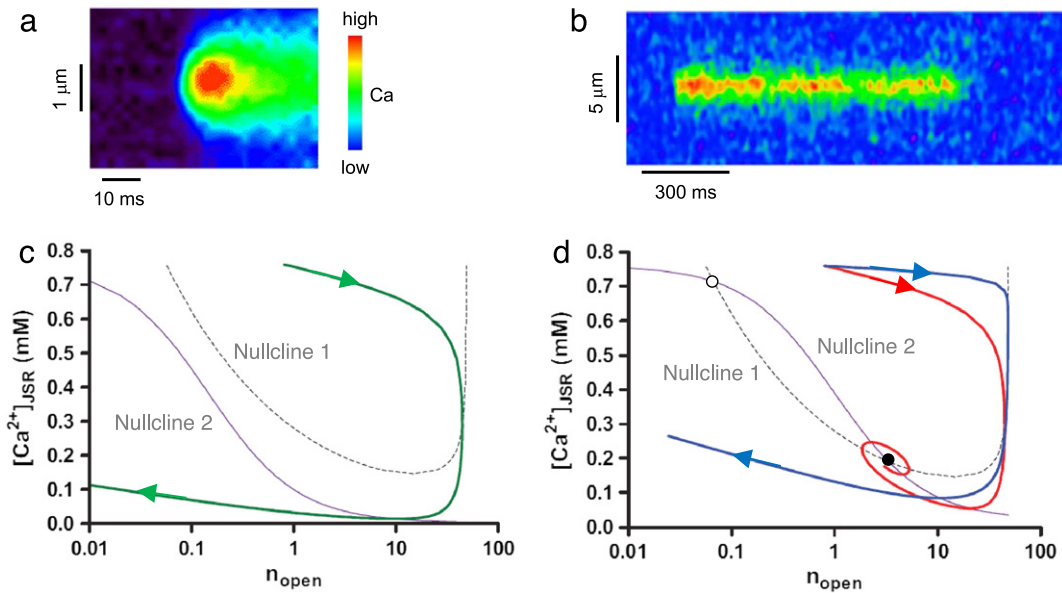 a
high
Ca
low
1 μm
10 ms
b
5 μm
300 ms
c
0.8
0.7
0.6
0.5
0.4
0.3
0.2
0.1
0.0
[Ca2+]JSR (mM)
Nullcline 1
Nullcline 2
0.01
0.1
1
10
100
nopen
d
0.8
0.7
0.6
0.5
0.4
0.3
0.2
0.1
0.0
[Ca2+]JSR (mM)
Nullcline 2
Nullcline 1
0.01
0.1
1
10
100
nopen